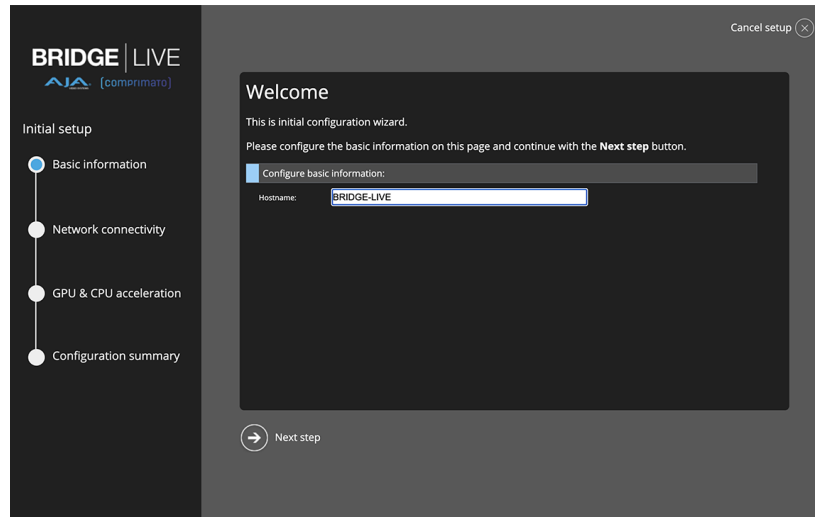 Cancel setup
BRIDGE LIVE
AJA [comprimato]
Initial setup
Basic information
Network connectivity
GPU & CPU acceleration
Configuration summary
Welcome
This is initial configuration wizard.
Please configure the basic information on this page and continue with the Next step button.
Configure basic information:
Hostname: BRIDGE-LIVE
Next step